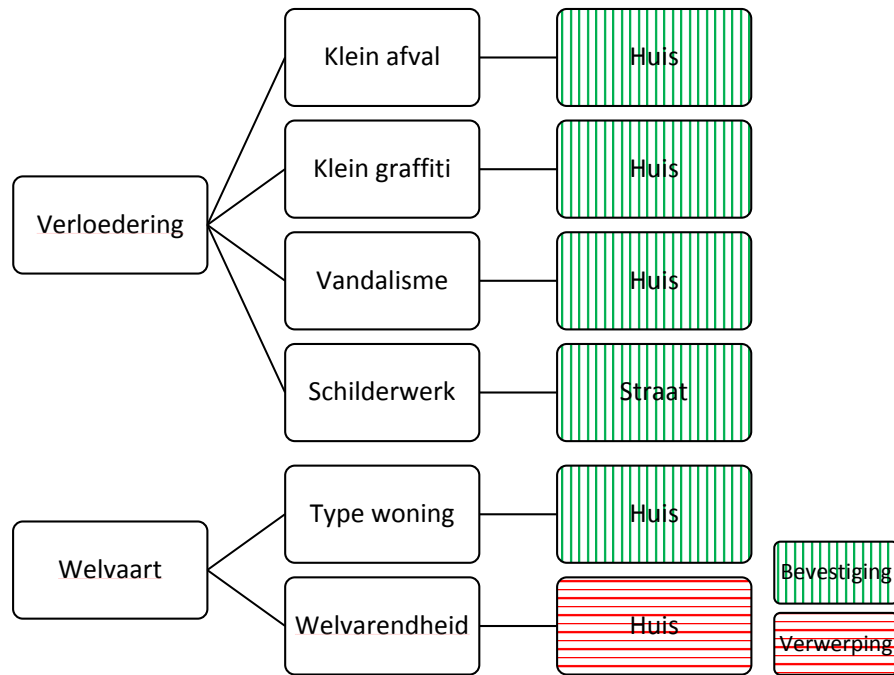 Klein afval
Huis
Klein graffiti
Huis
Verloedering
Vandalisme
Huis
Schilderwerk
Straat
Type woning
Huis
Welvaart
Bevestiging
Welvarendheid
Huis
Verwerping